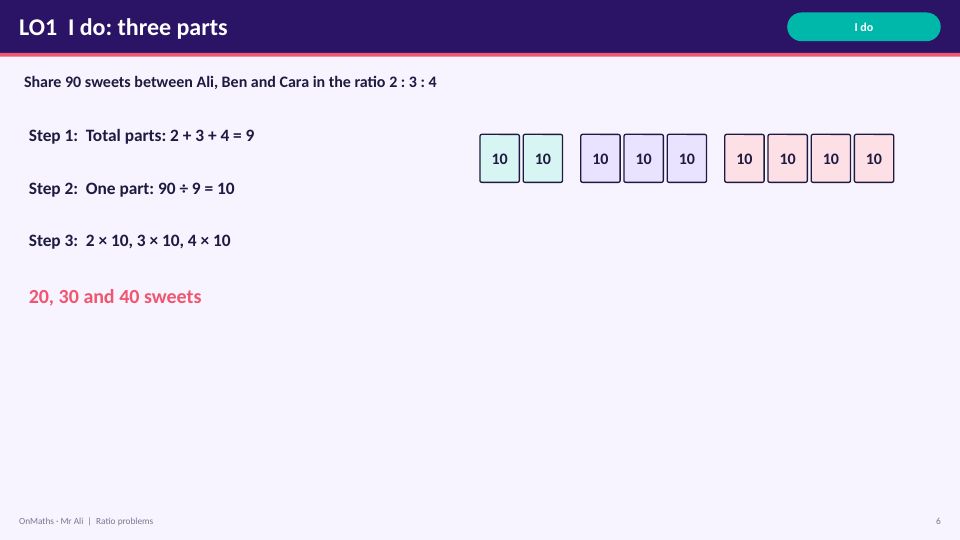 LO1 I do: three parts
I do
Share 90 sweets between Ali, Ben and Cara in the ratio 2 : 3 : 4
Step 1: Total parts: 2 + 3 + 4 = 9
10 10 10 10 10 10 10 10 10
Step 2: One part: 90 ÷ 9 = 10
Step 3: 2 × 10, 3 × 10, 4 × 10
20, 30 and 40 sweets
OnMaths - Mr Ali | Ratio problems
6